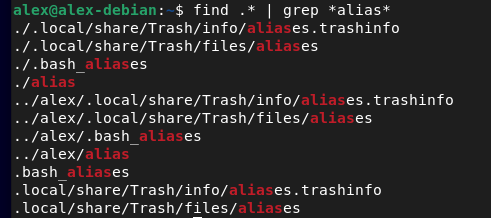 alex@alex-debian:~$ find .* | grep *alias*
./.local/share/Trash/info/aliases.trashinfo
./.local/share/Trash/files/aliases
./.bash_aliases
./alias
../alex/.local/share/Trash/info/aliases.trashinfo
../alex/.local/share/Trash/files/aliases
../alex/.bash_aliases
../alex/alias
.bash_aliases
.local/share/Trash/info/aliases.trashinfo
.local/share/Trash/files/aliases